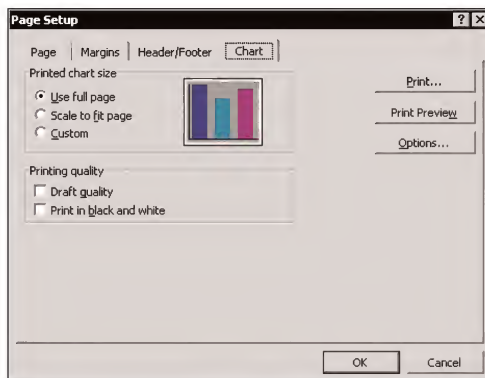 Page Setup
Page Margins Header/Footer Chart
Printed chart size
Use full page
Scale to fit page
Custom
Print...
Print Preview
Options...
Printing quality
Draft quality
Print in black and white
OK Cancel